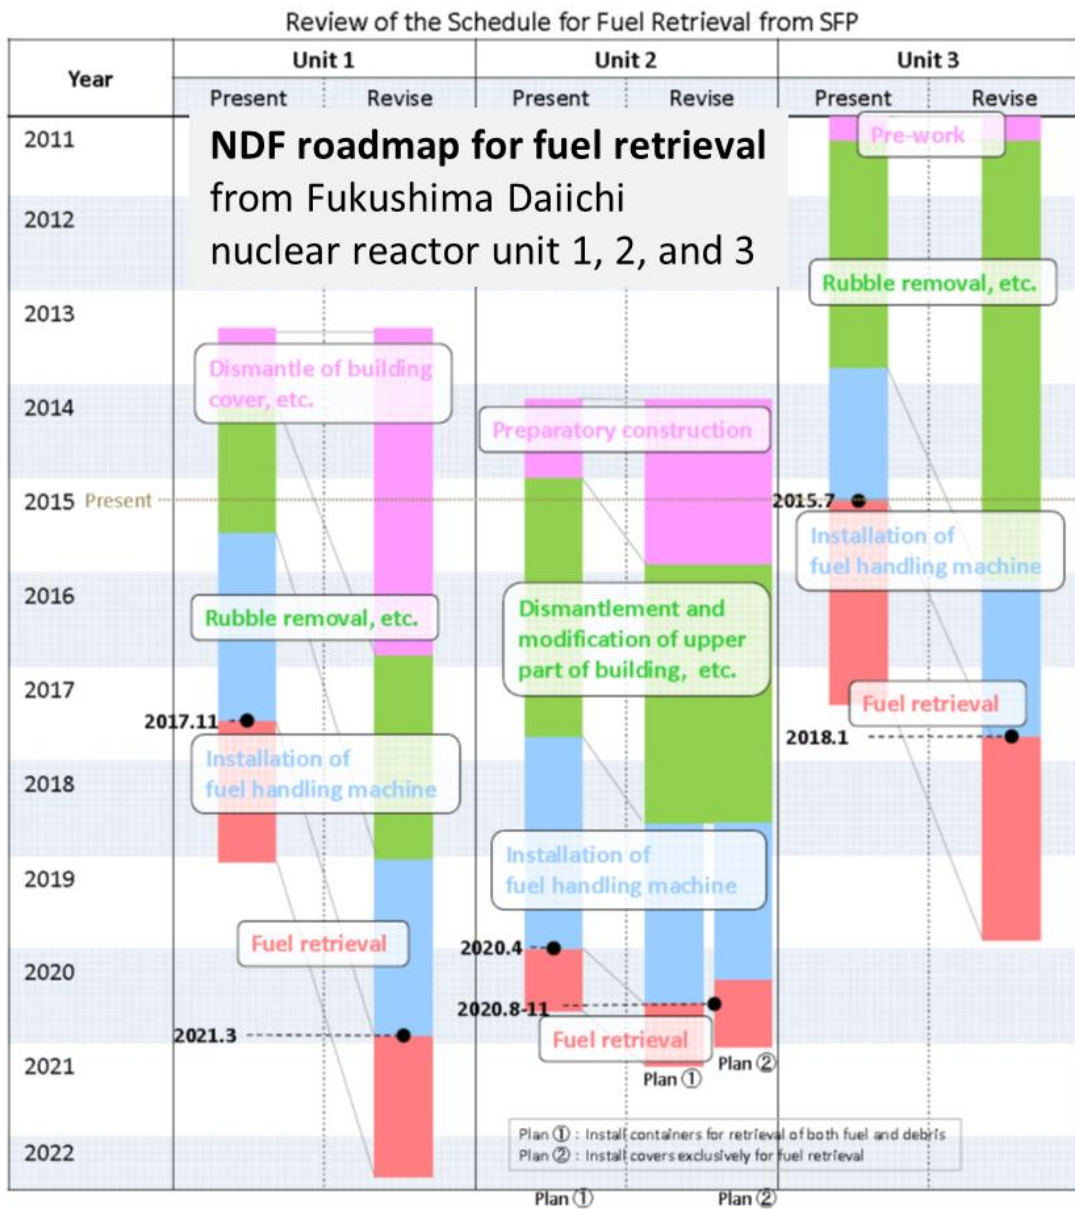 Review of the Schedule for Fuel Retrieval from SFP
Year
Unit 1
Unit 2
Unit 3
Present
Revise
Present
Revise
Present
Revise
NDF roadmap for fuel retrieval
from Fukushima Daiichi
nuclear reactor unit 1, 2, and 3
2011
Pre-work
2012
Rubble removal, etc.
2013
Dismantle of building
cover, etc.
2014
Preparatory construction
2015 Present
2015.7
Installation of
fuel handling machine
2016
Rubble removal, etc.
Dismantlement and
modification of upper
part of building, etc.
2017
Fuel retrieval
2017.11
2018.1
Installation of
fuel handling machine
2018
Installation of
fuel handling machine
2019
Fuel retrieval
2020.4
2020
2020.8-11
2021.3
Fuel retrieval
2021
Plan ①
Plan ②
Plan ① : Install containers for retrieval of both fuel and debris
Plan ② : Install covers exclusively for fuel retrieval
2022
Plan ①
Plan ②